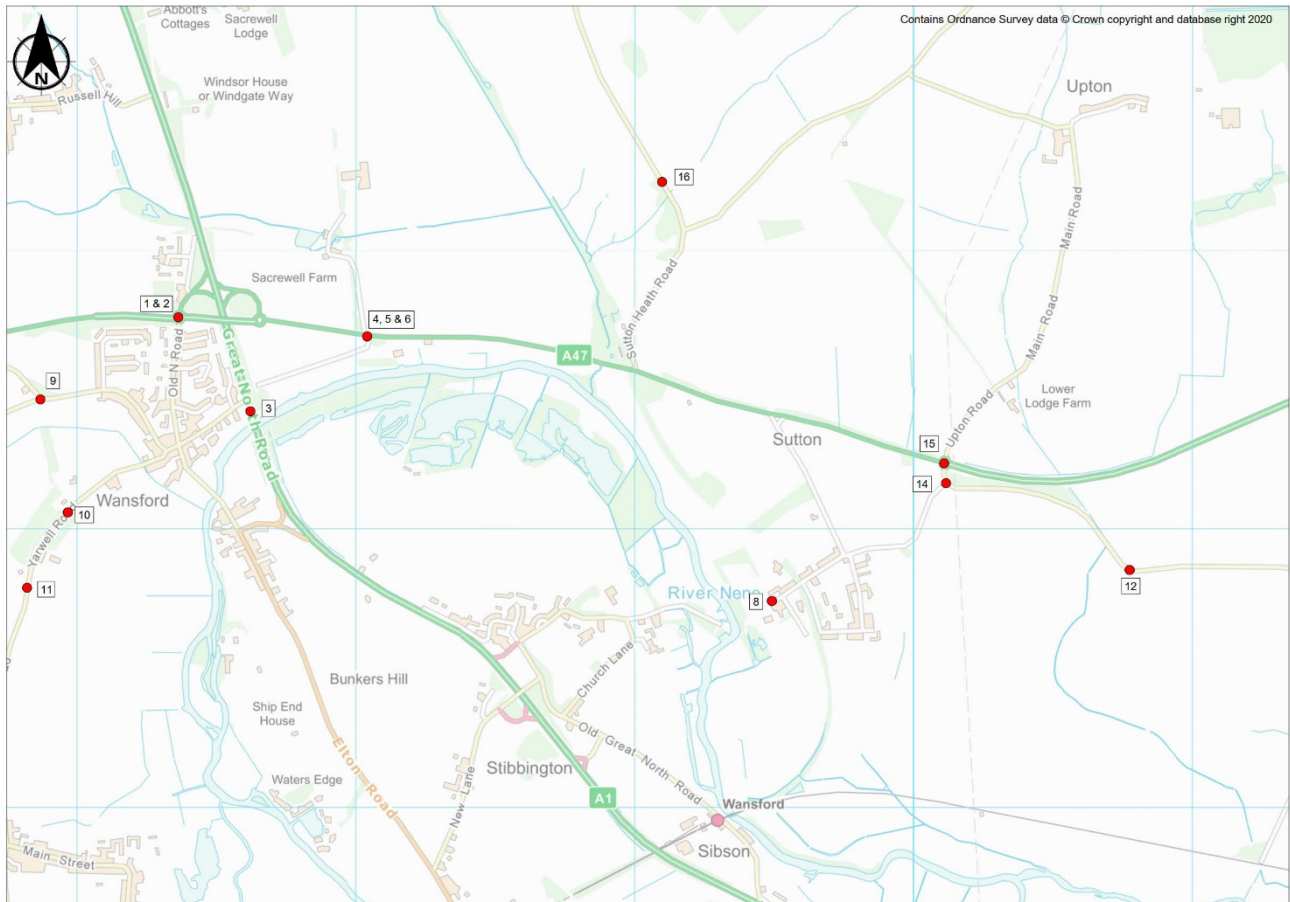 Abbott's
Cottages
Sacrewell
Lodge
Contains Ordnance Survey data © Crown copyright and database right 2020
N
Windsor House
or Windgate Way
Russell Hill
Upton
16
Main Road
Sacrewell Farm
1 & 2
4, 5 & 6
Sutton Heath Road
Great North Road
Old N Road
A47
Main Road
9
3
Lower
Lodge Farm
Upton Road
Sutton
15
14
Wansford
10
Yarwell Road
11
12
River Nene
8
Church Lane
Bunkers Hill
Ship End
House
Elton Road
Old Great North Road
Stibbington
New Lane
Waters Edge
A1
Wansford
Main Street
Sibson